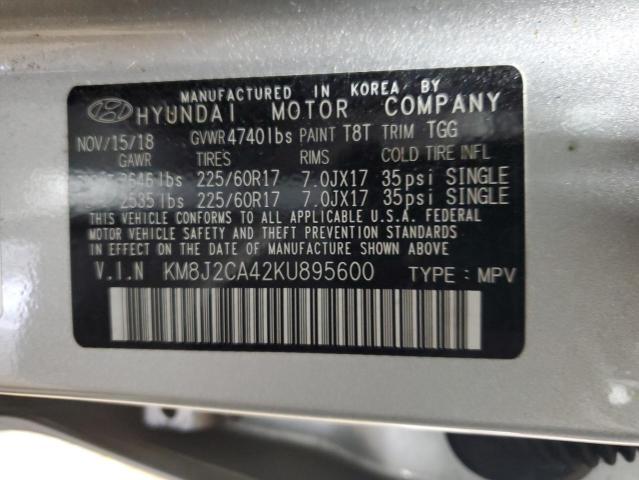 MANUFACTURED IN KOREA BY
HYUNDAI MOTOR COMPANY
NOV/15/18 GVWR 4740lbs PAINT T8T TRIM TGG
GAWR TIRES RIMS COLD TIRE INFL
2646lbs 225/60R17 7.0JX17 35psi SINGLE
2535lbs 225/60R17 7.0JX17 35psi SINGLE
THIS VEHICLE CONFORMS TO ALL APPLICABLE U.S.A. FEDERAL
MOTOR VEHICLE SAFETY AND THEFT PREVENTION STANDARDS
IN EFFECT ON THE DATE OF MANUFACTURE SHOWN ABOVE.
V.I.N KM8J2CA42KU895600 TYPE : MPV